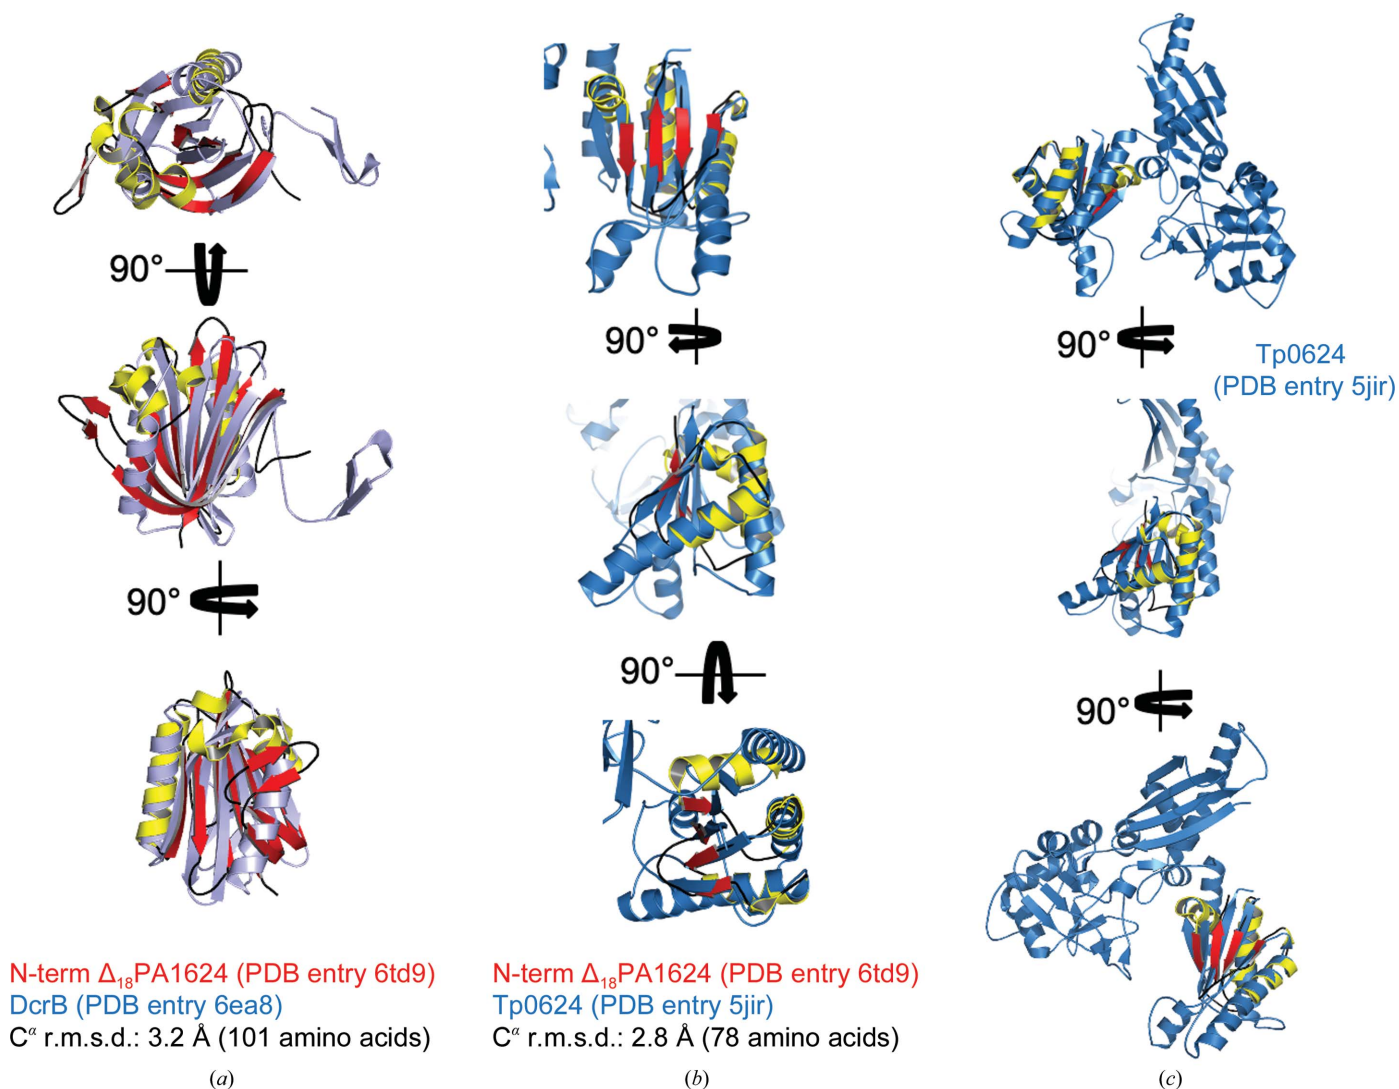 90°
90°
90°
90°
90°
90°
Tp0624
(PDB entry 5jir)
N-term Δ₁₈PA1624 (PDB entry 6td9)
DcrB (PDB entry 6ea8)
Cᵅ r.m.s.d.: 3.2 Å (101 amino acids)
N-term Δ₁₈PA1624 (PDB entry 6td9)
Tp0624 (PDB entry 5jir)
Cᵅ r.m.s.d.: 2.8 Å (78 amino acids)
(a)
(b)
(c)